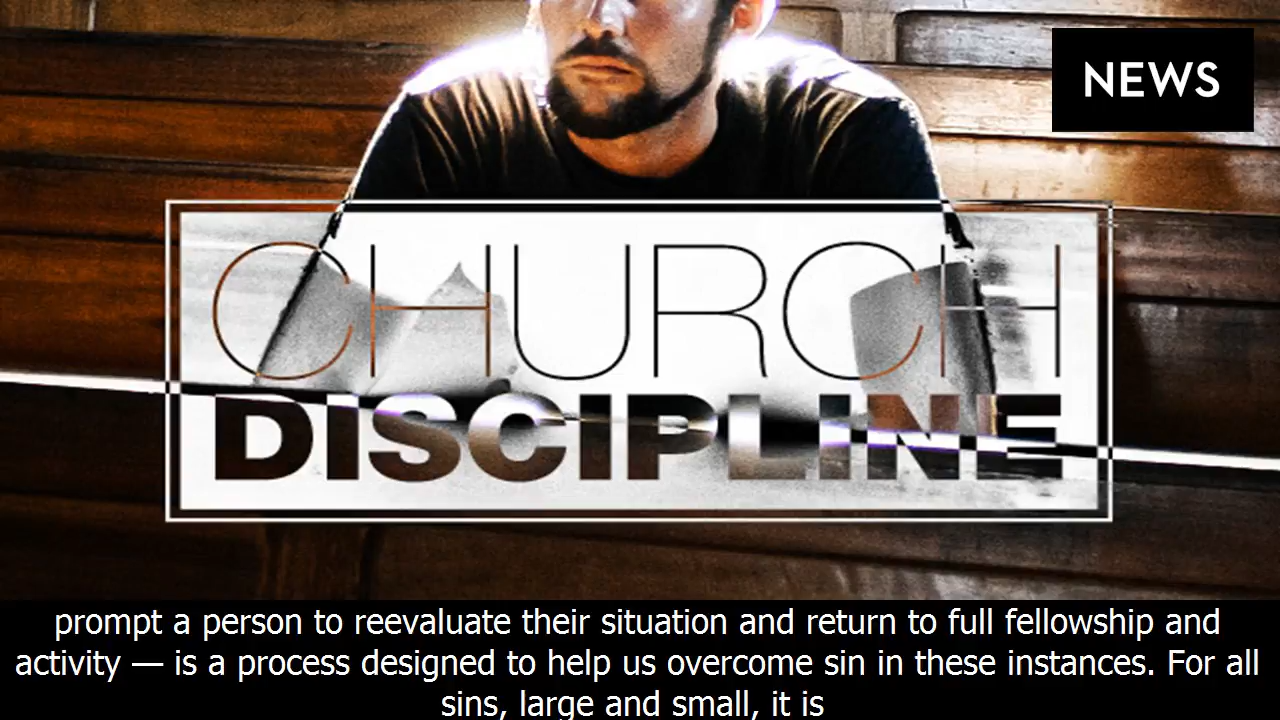 NEWS
CHURCH
DISCIPLINE
prompt a person to reevaluate their situation and return to full fellowship and
activity — is a process designed to help us overcome sin in these instances. For all
sins, large and small, it is